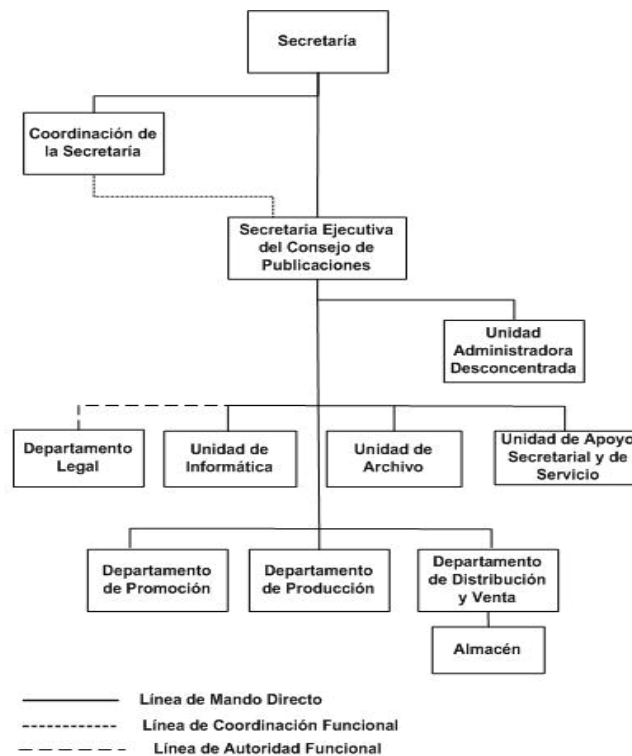 Secretaría
Coordinación de
la Secretaría
Secretaria Ejecutiva
del Consejo de
Publicaciones
Unidad
Administradora
Desconcentrada
Departamento
Legal
Unidad de
Informática
Unidad de
Archivo
Unidad de Apoyo
Secretarial y de
Servicio
Departamento
de Promoción
Departamento
de Producción
Departamento
de Distribución
y Venta
Almacén
Línea de Mando Directo
Línea de Coordinación Funcional
Línea de Autoridad Funcional